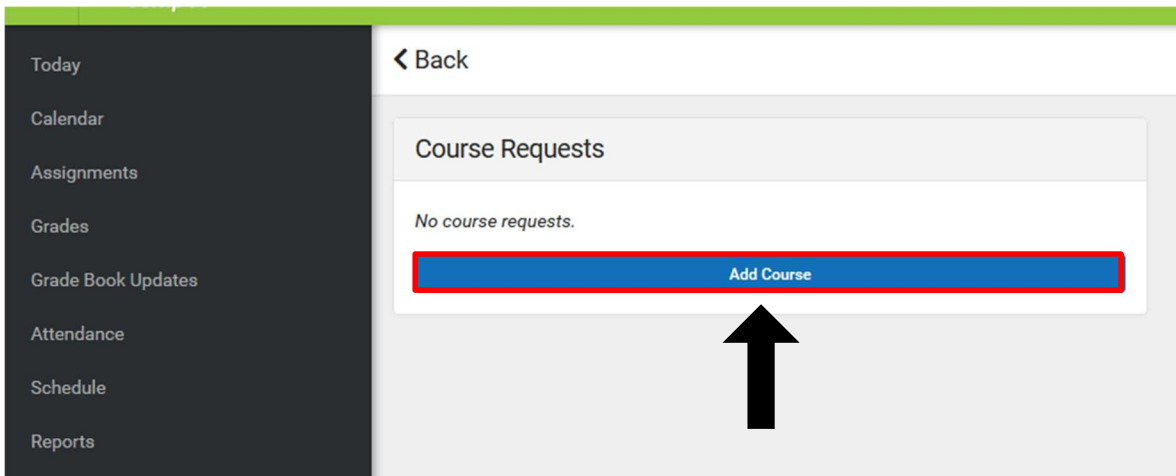 Today
Calendar
Assignments
Grades
Grade Book Updates
Attendance
Schedule
Reports
Back
Course Requests
No course requests.
Add Course